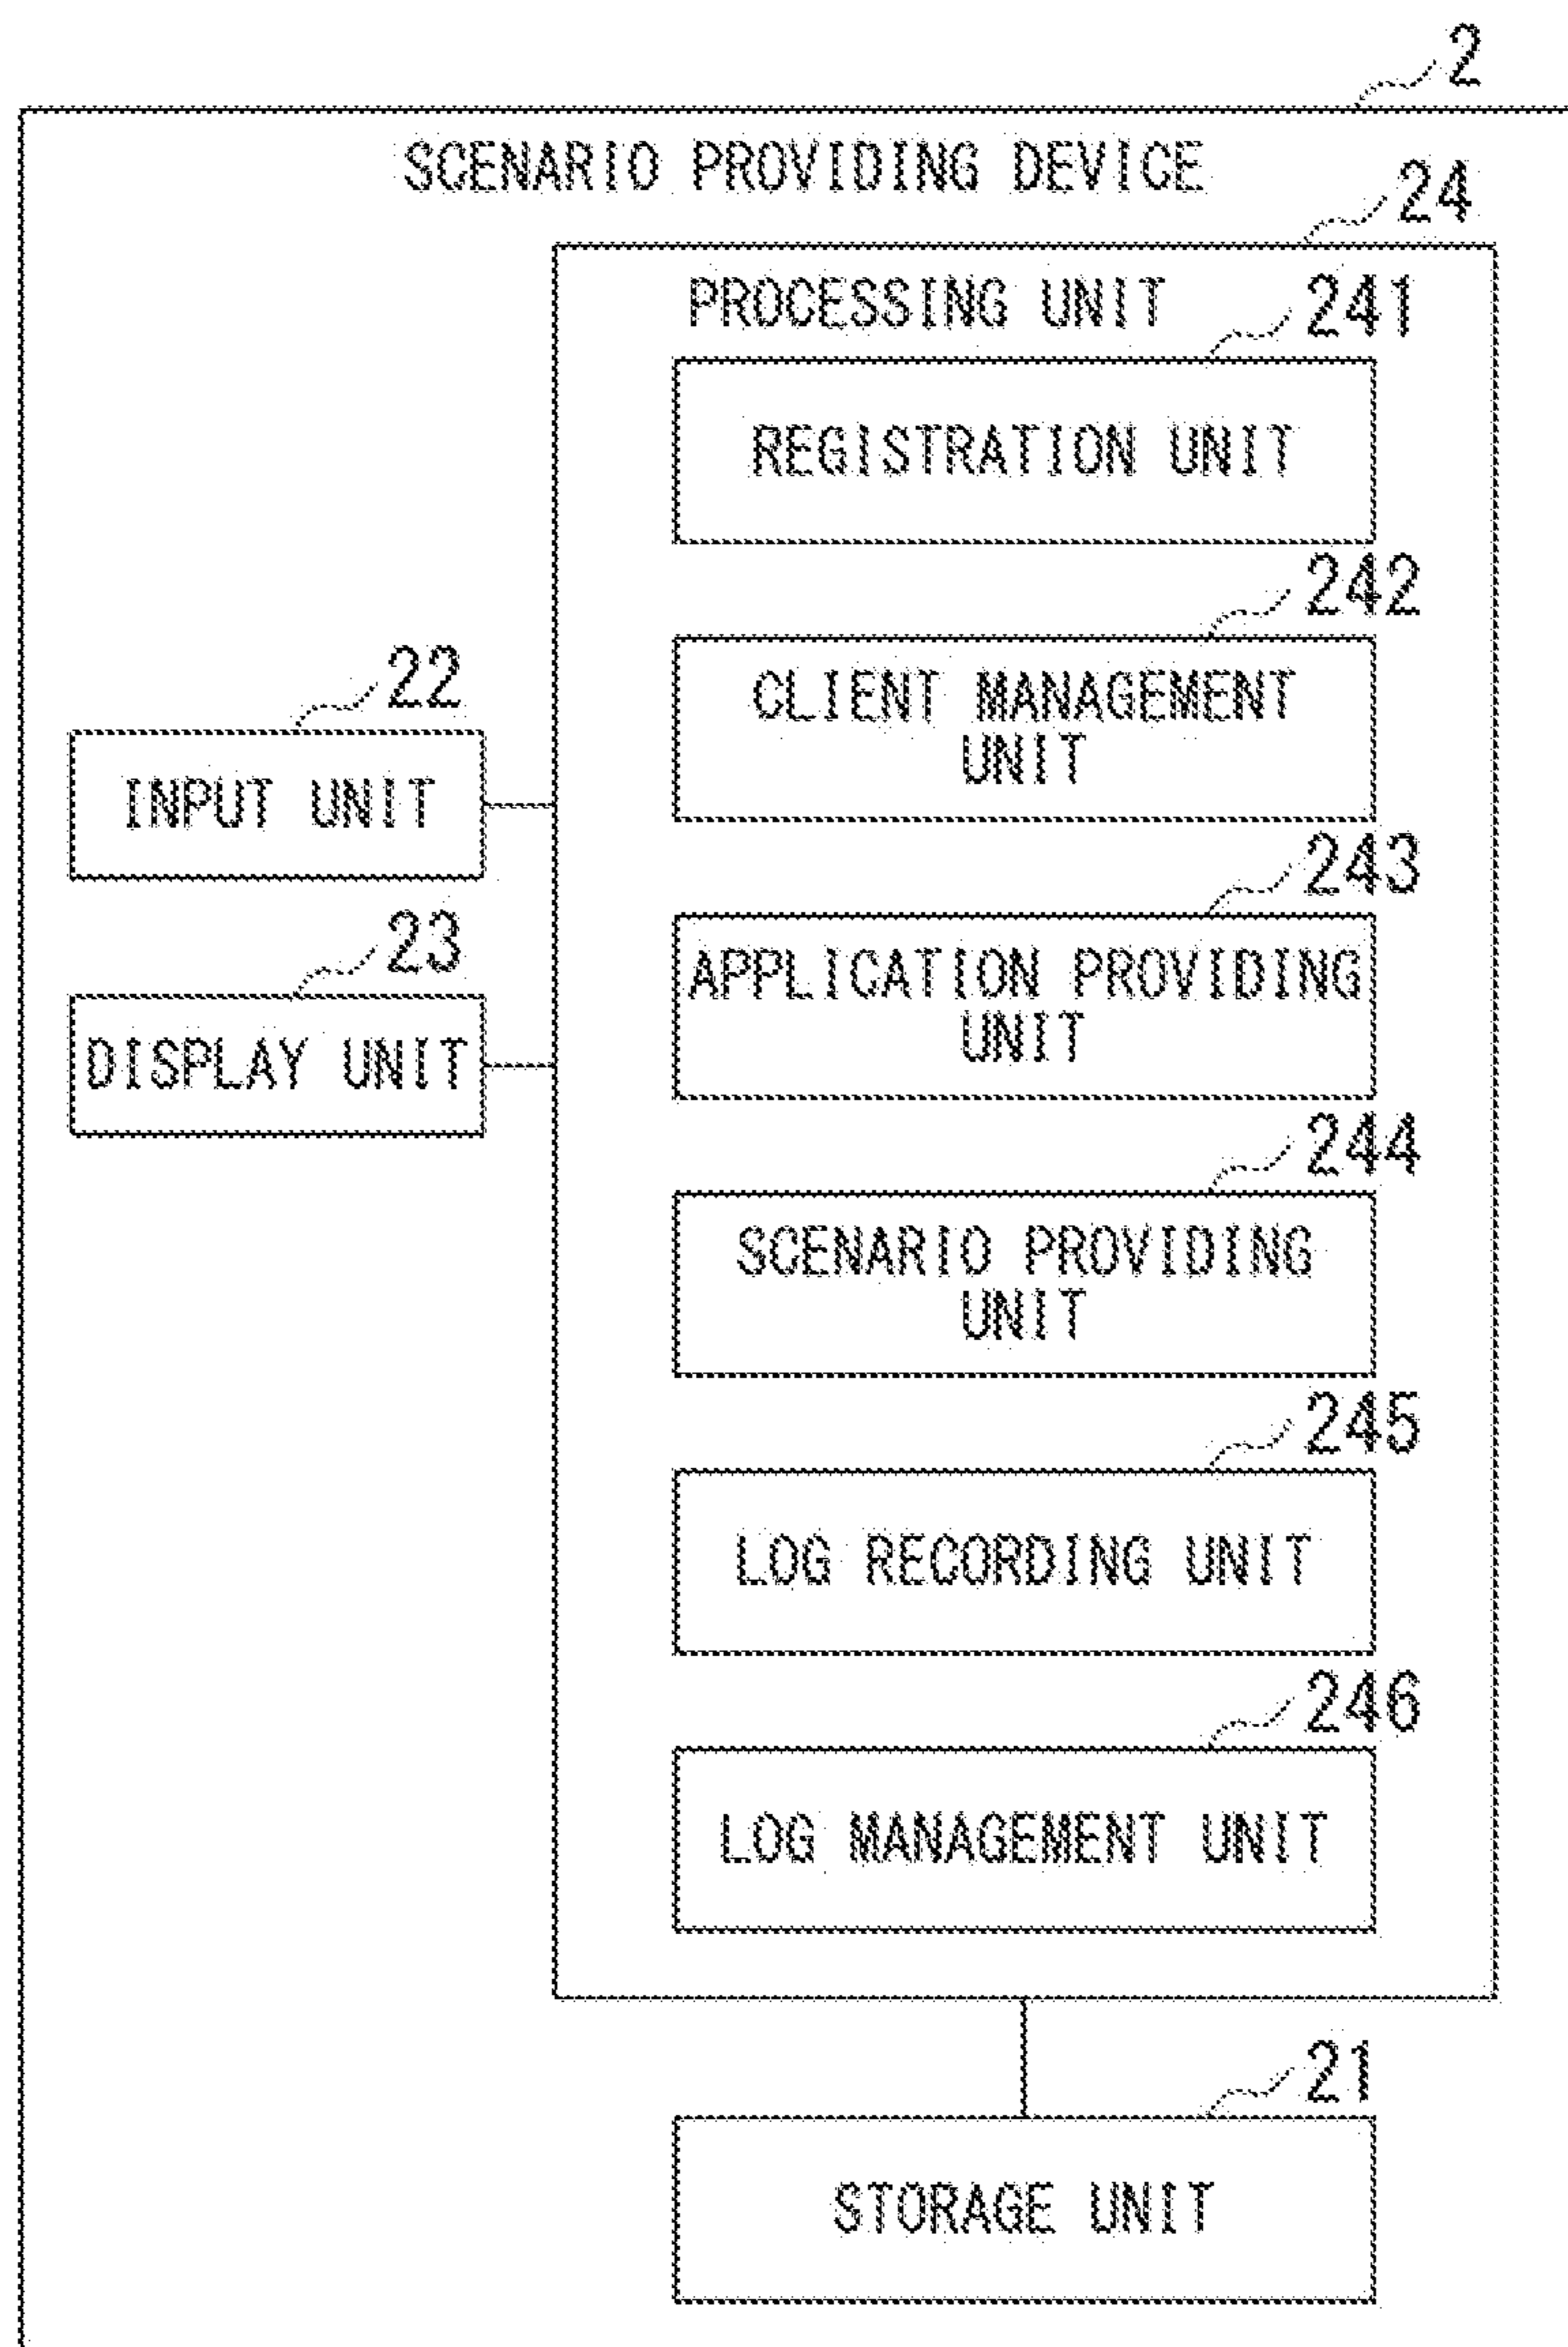 2
SCENARIO PROVIDING DEVICE
24
PROCESSING UNIT
241
REGISTRATION UNIT
242
CLIENT MANAGEMENT
UNIT
22
INPUT UNIT
243
APPLICATION PROVIDING
UNIT
23
DISPLAY UNIT
244
SCENARIO PROVIDING
UNIT
245
LOG RECORDING UNIT
246
LOG MANAGEMENT UNIT
21
STORAGE UNIT